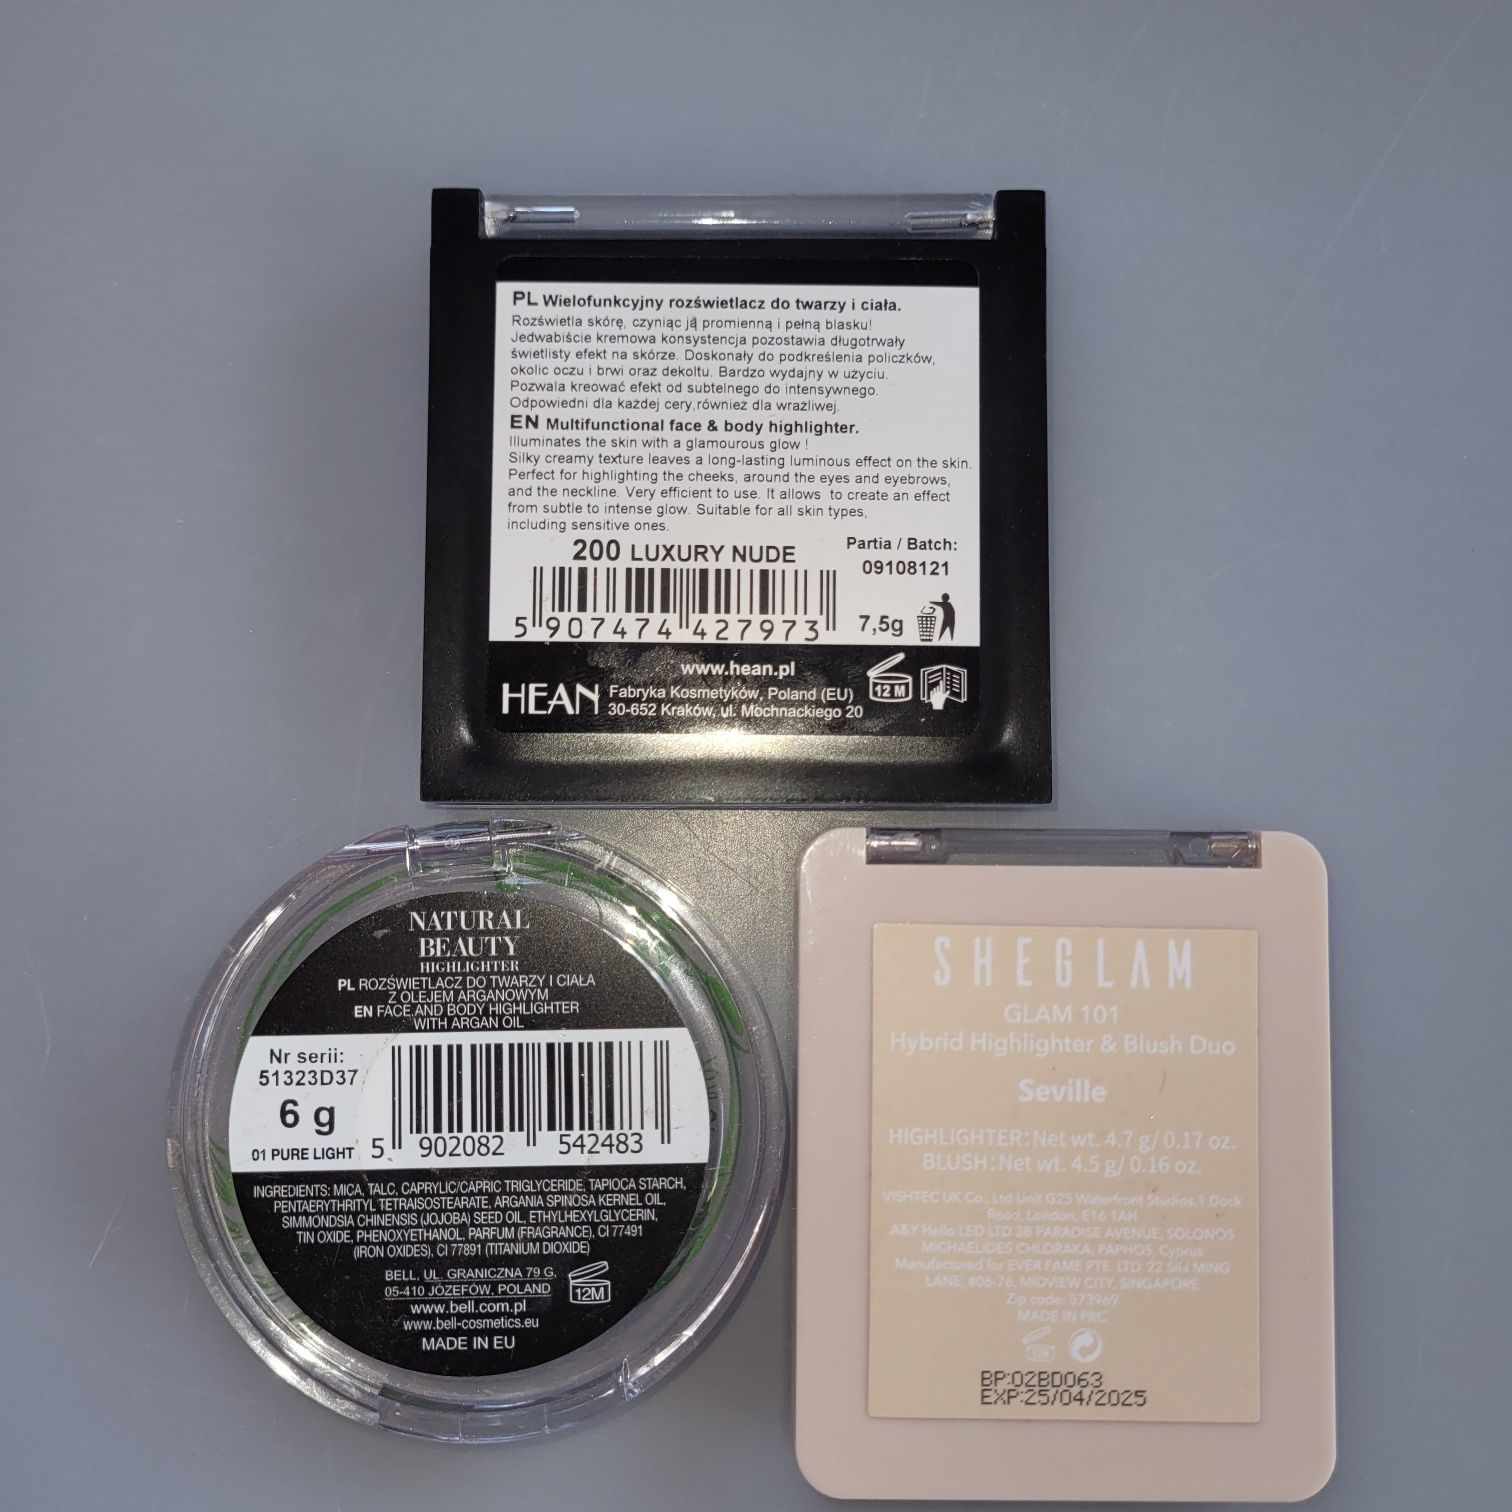 PL Wielofunkcyjny rozświetlacz do twarzy i ciała.
Rozświetla skórę, czyniąc ją promienną i pełną blasku!
Jedwabiście kremowa konsystencja pozostawia długotrwały
świetlisty efekt na skórze. Doskonały do podkreślenia policzków,
okolic oczu i brwi oraz dekoltu. Bardzo wydajny w użyciu.
Pozwala kreować efekt od subtelnego do intensywnego.
Odpowiedni dla każdej cery,również dla wrażliwej.
EN Multifunctional face & body highlighter.
Illuminates the skin with a glamourous glow !
Silky creamy texture leaves a long-lasting luminous effect on the skin.
Perfect for highlighting the cheeks, around the eyes and eyebrows,
and the neckline. Very efficient to use. It allows to create an effect
from subtle to intense glow. Suitable for all skin types,
including sensitive ones.
200 LUXURY NUDE
Partia / Batch:
09108121
5 907474 427973
7,5g
www.hean.pl
HEAN
Fabryka Kosmetyków, Poland (EU)
30-652 Kraków, ul. Mochnackiego 20
12 M
NATURAL
BEAUTY
HIGHLIGHTER
PL ROZŚWIETLACZ DO TWARZY I CIAŁA
Z OLEJEM ARGANOWYM
EN FACE AND BODY HIGHLIGHTER
WITH ARGAN OIL
Nr serii:
51323D37
6 g
01 PURE LIGHT
5 902082 542483
INGREDIENTS: MICA, TALC, CAPRYLIC/CAPRIC TRIGLYCERIDE, TAPIOCA STARCH,
PENTAERYTHRITYL TETRAISOSTEARATE, ARGANIA SPINOSA KERNEL OIL,
SIMMONDSIA CHINENSIS (JOJOBA) SEED OIL, ETHYLHEXYLGLYCERIN,
TIN OXIDE, PHENOXYETHANOL, PARFUM (FRAGRANCE), CI 77491
(IRON OXIDES), CI 77891 (TITANIUM DIOXIDE)
BELL, UL. GRANICZNA 79 G,
05-410 JÓZEFÓW, POLAND
www.bell.com.pl
www.bell-cosmetics.eu
MADE IN EU
12M
SHEGLAM
GLAM 101
Hybrid Highlighter & Blush Duo
Seville
HIGHLIGHTER: Net wt. 4.7 g/ 0.17 oz.
BLUSH: Net wt. 4.5 g/ 0.16 oz.
VISHTEC UK Co., Ltd Unit G25 Waterfront Studios, 1 Dock
Road, London, E16 1AH
A&Y Hello LED LTD 3B PARADISE AVENUE, SOLONOS
MICHAELIDES CHLORAKA, PAPHOS, Cyprus
Manufactured for EVER FAME PTE. LTD. 22 SIN MING
LANE, #06-76, MIDVIEW CITY, SINGAPORE
Zip code: 573969
MADE IN PRC
12M
BP:02BD063
EXP:25/04/2025